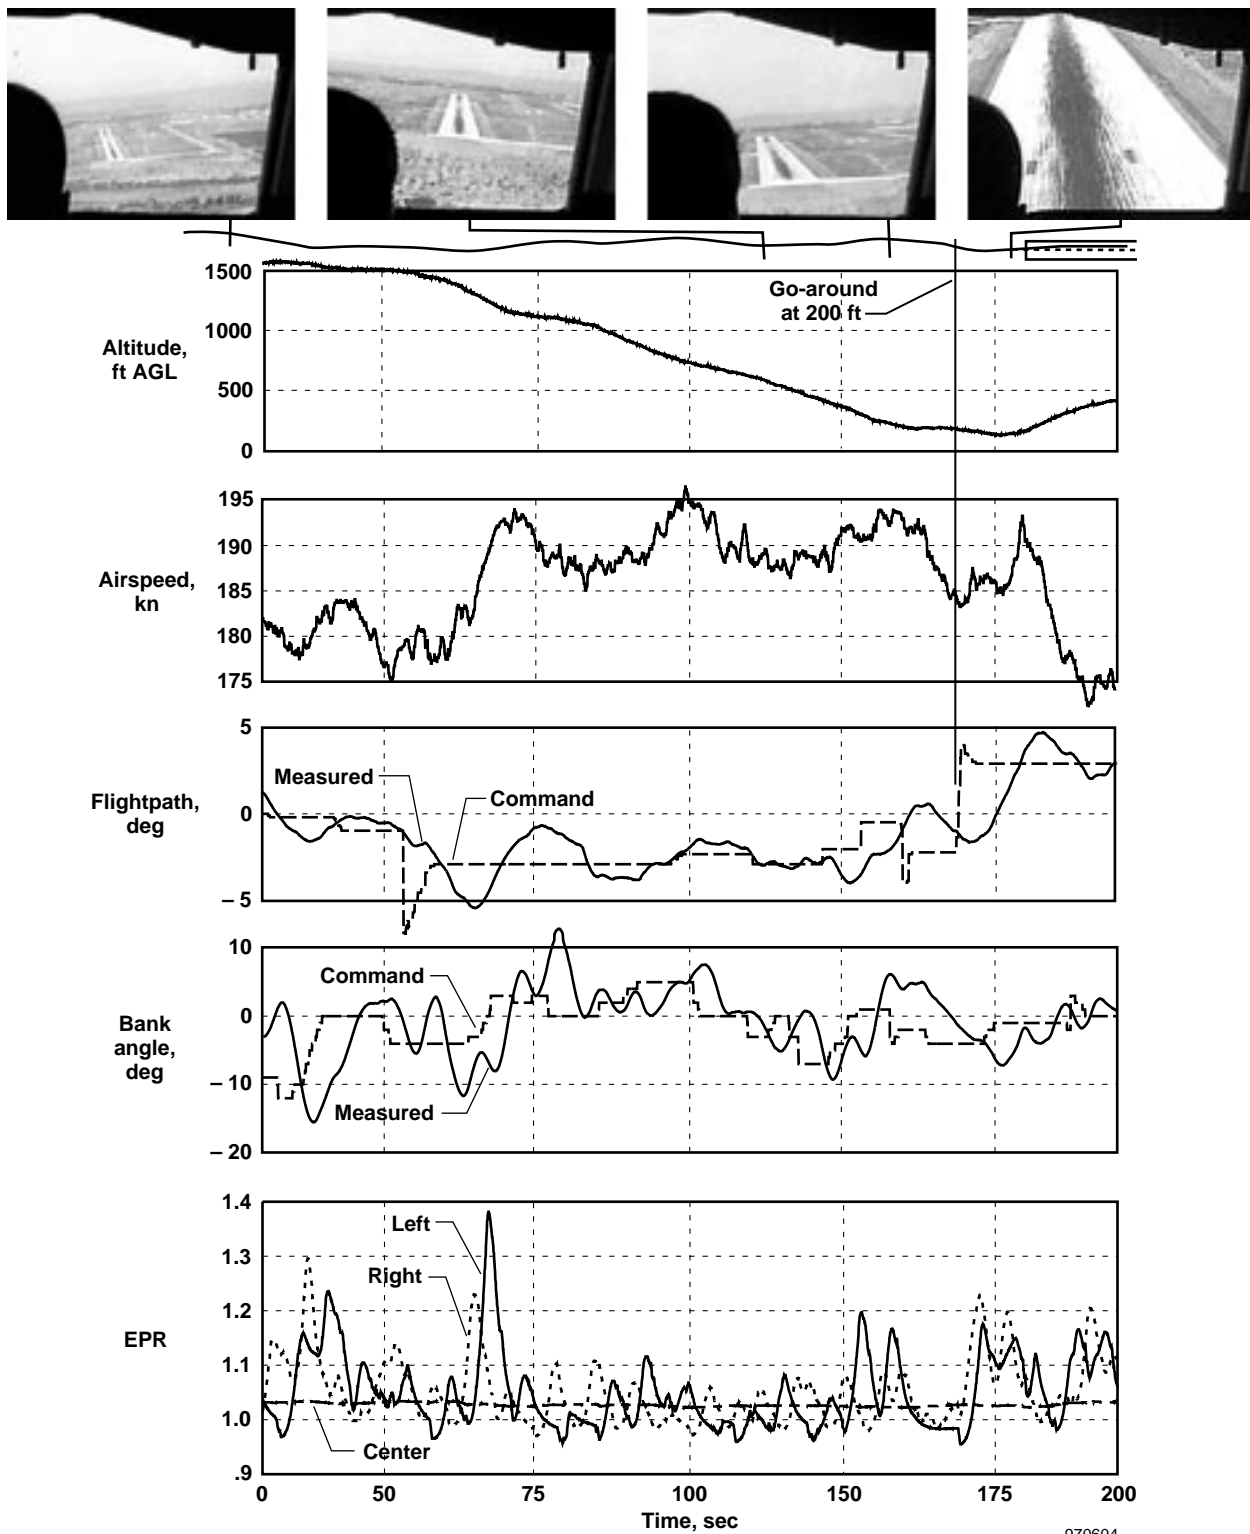 Go-around
at 200 ft
1500
1000
500
0
Altitude,
ft AGL
195
190
185
180
175
Airspeed,
kn
5
0
– 5
Flightpath,
deg
Measured
Command
10
0
– 10
– 20
Bank
angle,
deg
Command
Measured
1.4
1.3
1.2
1.1
1.0
.9
EPR
Left
Right
Center
0 50 75 100 150 175 200
Time, sec
970604